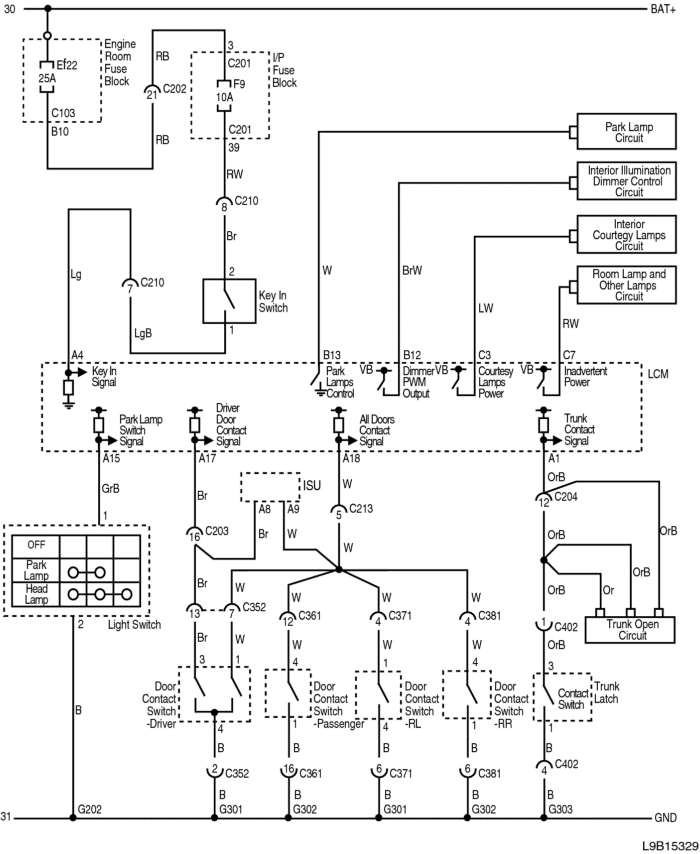 30
BAT+
Engine
Room
Fuse
Block
Ef22
25A
C103
B10
RB
C202
21
RB
3
C201
I/P
Fuse
Block
F9
10A
C201
39
RW
C210
8
Br
2
Key In
Switch
1
Lg
C210
7
LgB
Park Lamp
Circuit
Interior Illumination
Dimmer Control
Circuit
Interior
Courtegy Lamps
Circuit
Room Lamp and
Other Lamps
Circuit
W
BrW
LW
RW
A4
B13
B12
C3
C7
LCM
Key In
Signal
Park
Lamps
Control
VB
Dimmer
PWM
Output
VB
Courtesy
Lamps
Power
VB
Inadvertent
Power
Park Lamp
Switch
Signal
Driver
Door
Contact
Signal
All Doors
Contact
Signal
Trunk
Contact
Signal
A15
A17
A18
A1
GrB
1
Br
ISU
A8
A9
W
C213
5
W
OrB
C204
12
OrB
OrB
OrB
OrB
Or
16
C203
Br
W
OFF
Park
Lamp
Head
Lamp
2
Light Switch
Br
W
13
7
C352
C361
12
W
C371
4
W
C381
4
W
1
C402
OrB
Trunk Open
Circuit
Br
W
W
W
W
3
1
4
1
4
3
Door
Contact
Switch
-Driver
Door
Contact
Switch
-Passenger
Door
Contact
Switch
-RL
Door
Contact
Switch
-RR
Contact
Switch
Trunk
Latch
4
1
4
1
1
B
B
B
B
B
B
2
C352
16
C361
6
C371
6
C381
4
C402
B
B
B
B
B
31
G202
G301
G302
G301
G302
G303
GND
L9B15329